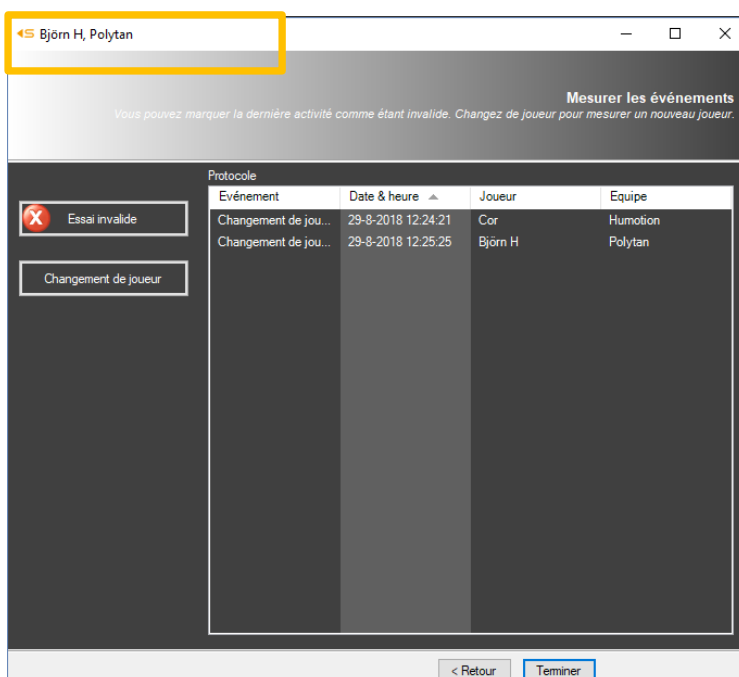 Björn H, Polytan
Mesurer les événements
Vous pouvez marquer la dernière activité comme étant invalide. Changez de joueur pour mesurer un nouveau joueur.
Protocole
Evénement Date & heure Joueur Equipe
Essai invalide
Changement de jou... 29-8-2018 12:24:21 Cor Humotion
Changement de jou... 29-8-2018 12:25:25 Björn H Polytan
Changement de joueur
< Retour Terminer